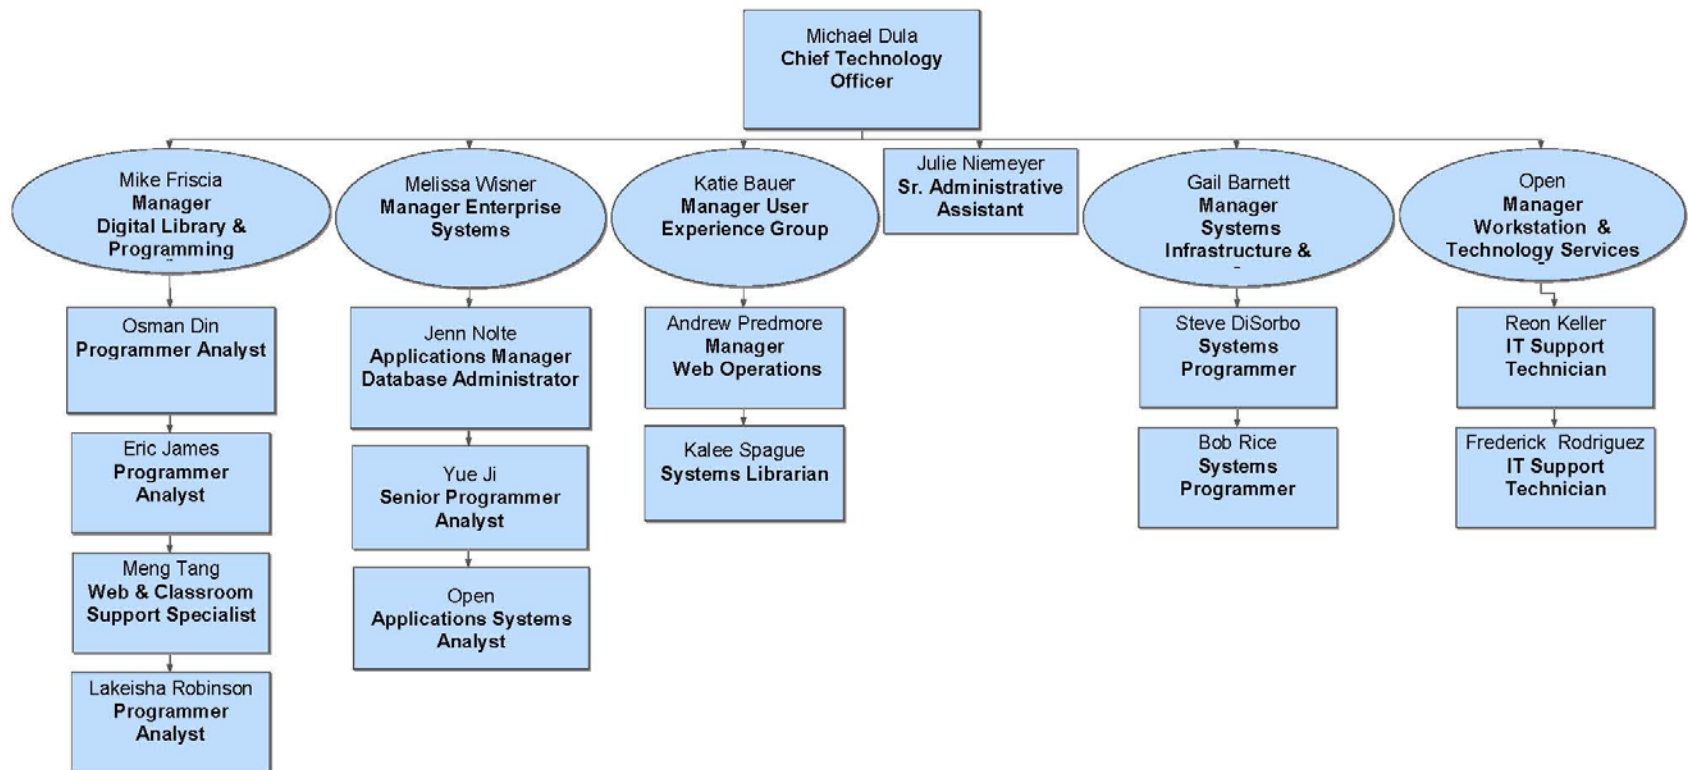 Michael Dula
Chief Technology
Officer
Mike Friscia
Manager
Digital Library &
Programming
Melissa Wisner
Manager Enterprise
Systems
Katie Bauer
Manager User
Experience Group
Julie Niemeyer
Sr. Administrative
Assistant
Gail Barnett
Manager
Systems
Infrastructure &
Open
Manager
Workstation &
Technology Services
Osman Din
Programmer Analyst
Eric James
Programmer
Analyst
Meng Tang
Web & Classroom
Support Specialist
Lakeisha Robinson
Programmer
Analyst
Jenn Nolte
Applications Manager
Database Administrator
Yue Ji
Senior Programmer
Analyst
Open
Applications Systems
Analyst
Andrew Predmore
Manager
Web Operations
Kalee Spague
Systems Librarian
Steve DiSorbo
Systems
Programmer
Bob Rice
Systems
Programmer
Reon Keller
IT Support
Technician
Frederick Rodriguez
IT Support
Technician